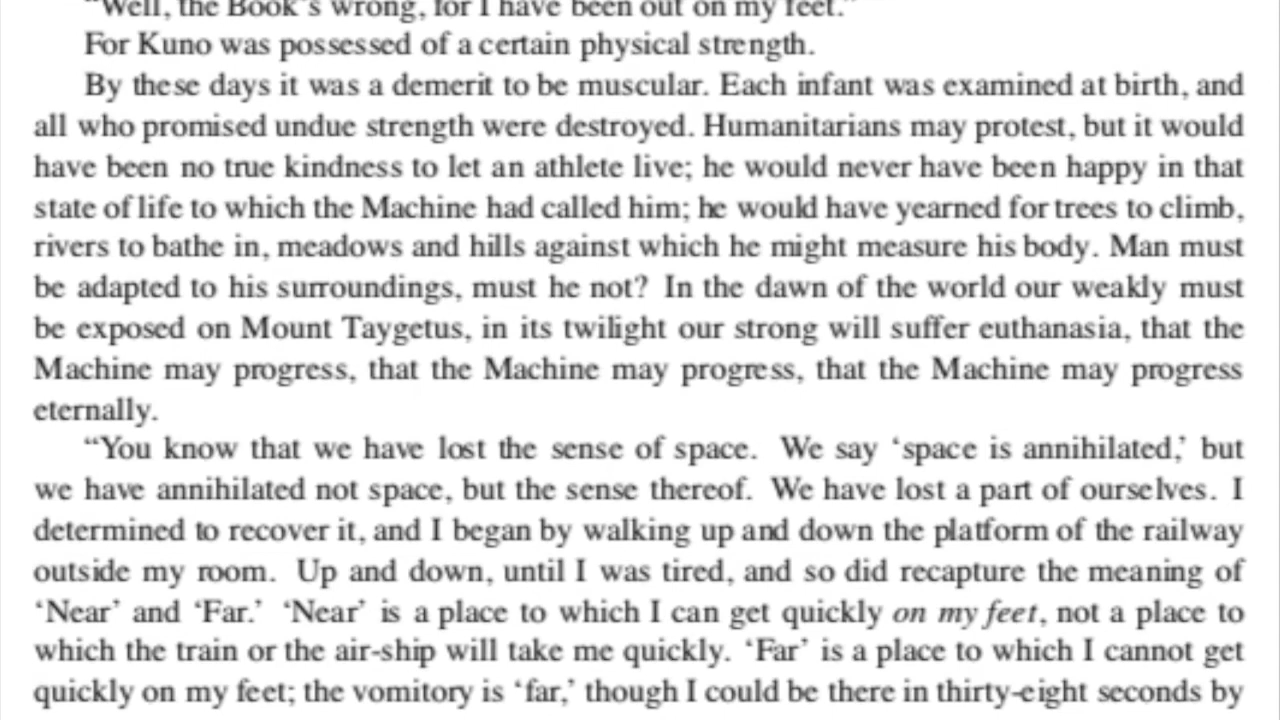 “Well, the Book’s wrong, for I have been out on my feet.”
For Kuno was possessed of a certain physical strength.
By these days it was a demerit to be muscular. Each infant was examined at birth, and
all who promised undue strength were destroyed. Humanitarians may protest, but it would
have been no true kindness to let an athlete live; he would never have been happy in that
state of life to which the Machine had called him; he would have yearned for trees to climb,
rivers to bathe in, meadows and hills against which he might measure his body. Man must
be adapted to his surroundings, must he not? In the dawn of the world our weakly must
be exposed on Mount Taygetus, in its twilight our strong will suffer euthanasia, that the
Machine may progress, that the Machine may progress, that the Machine may progress
eternally.
“You know that we have lost the sense of space. We say ‘space is annihilated,’ but
we have annihilated not space, but the sense thereof. We have lost a part of ourselves. I
determined to recover it, and I began by walking up and down the platform of the railway
outside my room. Up and down, until I was tired, and so did recapture the meaning of
‘Near’ and ‘Far.’ ‘Near’ is a place to which I can get quickly on my feet, not a place to
which the train or the air-ship will take me quickly. ‘Far’ is a place to which I cannot get
quickly on my feet; the vomitory is ‘far,’ though I could be there in thirty-eight seconds by